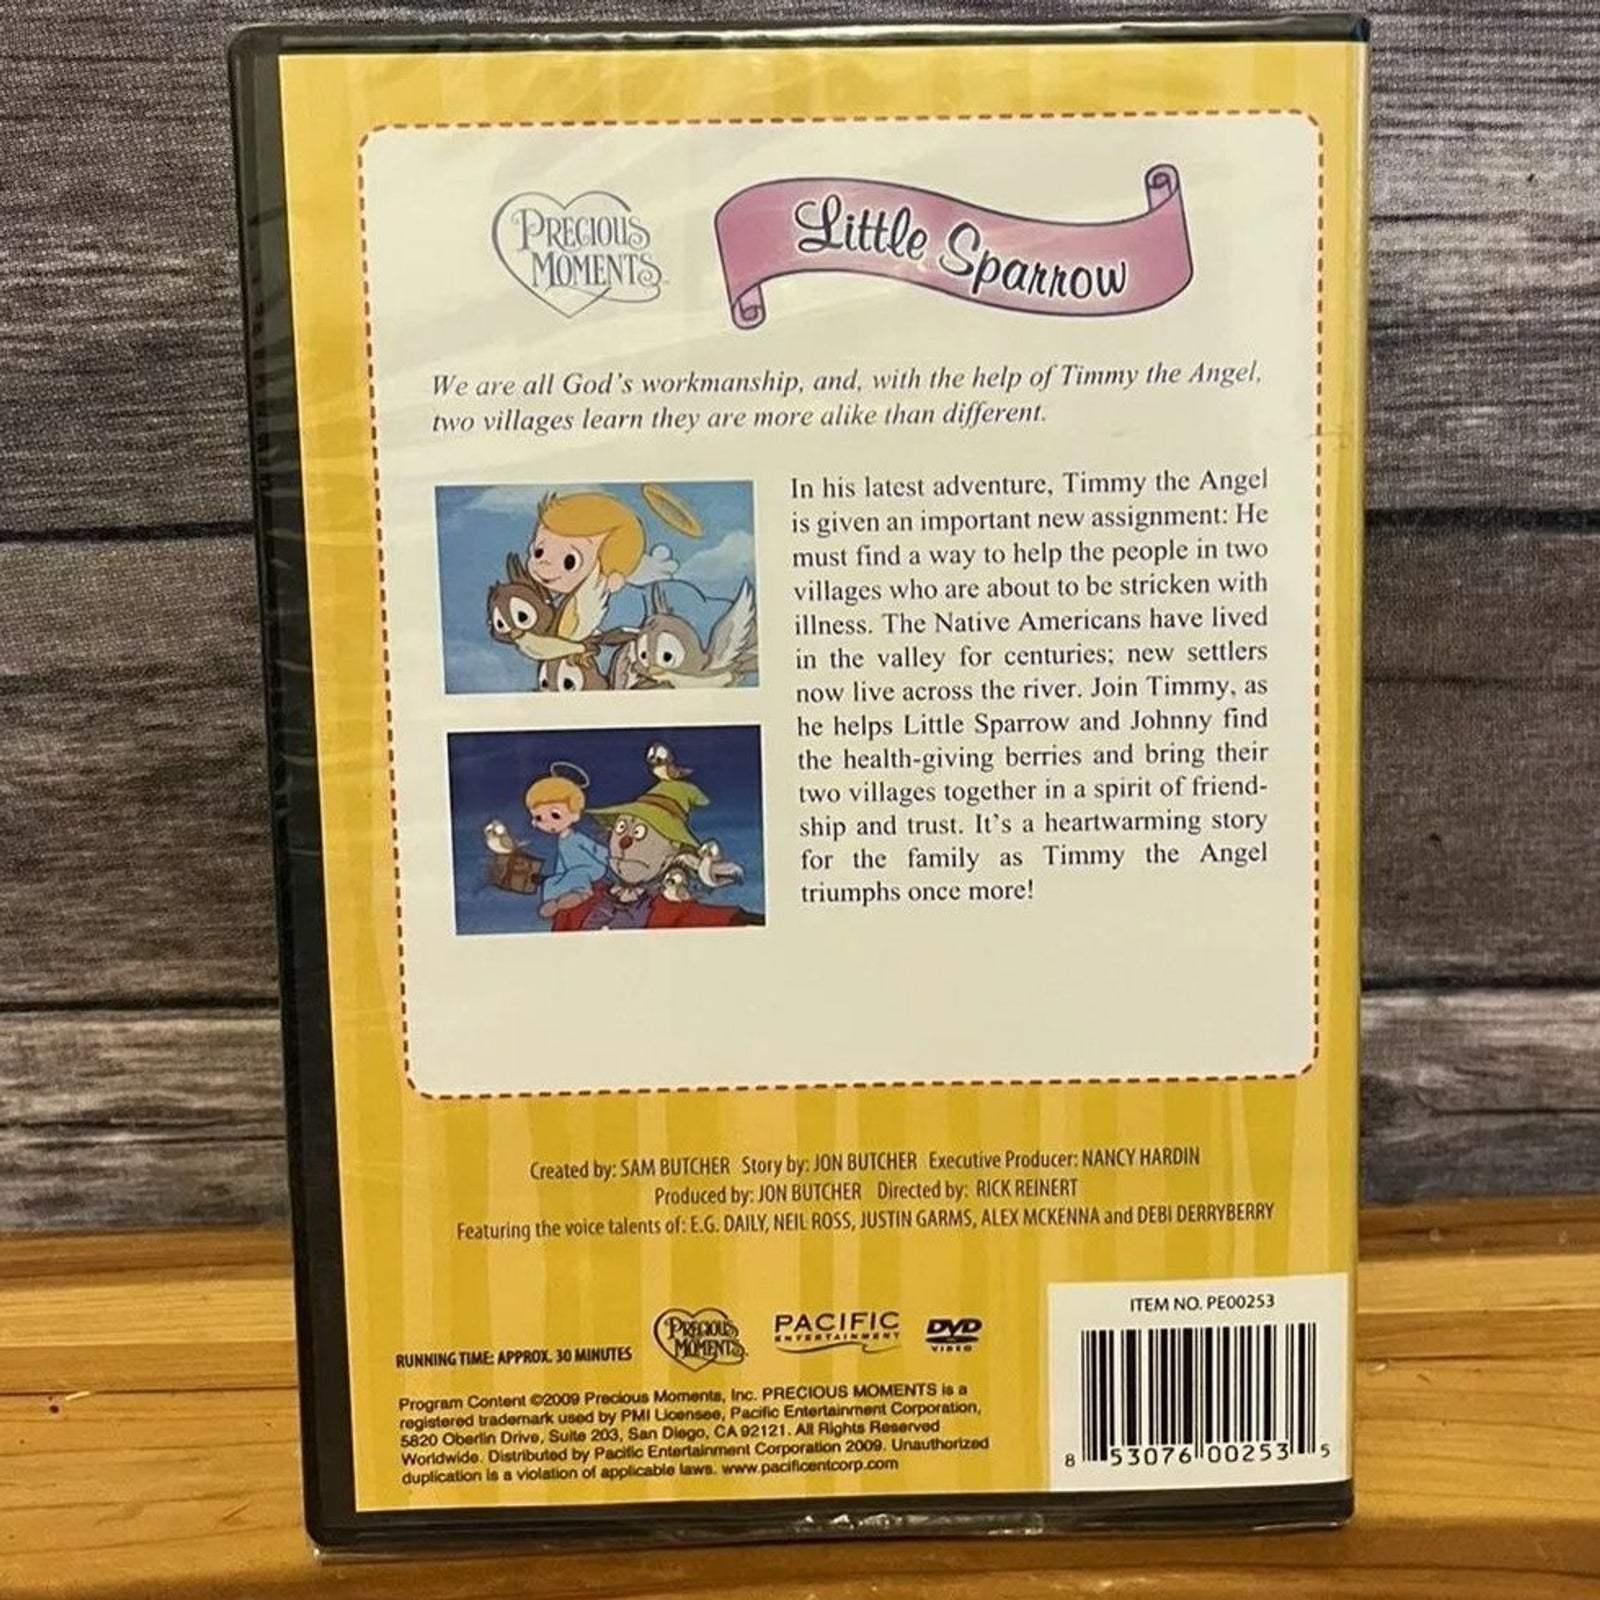 PRECIOUS
MOMENTS
Little Sparrow
We are all God's workmanship, and, with the help of Timmy the Angel,
two villages learn they are more alike than different.
In his latest adventure, Timmy the Angel
is given an important new assignment: He
must find a way to help the people in two
villages who are about to be stricken with
illness. The Native Americans have lived
in the valley for centuries; new settlers
now live across the river. Join Timmy, as
he helps Little Sparrow and Johnny find
the health-giving berries and bring their
two villages together in a spirit of friend-
ship and trust. It's a heartwarming story
for the family as Timmy the Angel
triumphs once more!
Created by: SAM BUTCHER Story by: JON BUTCHER Executive Producer: NANCY HARDIN
Produced by: JON BUTCHER Directed by: RICK REINERT
Featuring the voice talents of: E.G. DAILY, NEIL ROSS, JUSTIN GARMS, ALEX MCKENNA and DEBI DERRYBERRY
RUNNING TIME: APPROX. 30 MINUTES
PRECIOUS
MOMENTS
PACIFIC
ENTERTAINMENT
DVD
VIDEO
Program Content ©2009 Precious Moments, Inc. PRECIOUS MOMENTS is a
registered trademark used by PMI Licensee, Pacific Entertainment Corporation,
5820 Oberlin Drive, Suite 203, San Diego, CA 92121. All Rights Reserved
Worldwide. Distributed by Pacific Entertainment Corporation 2009. Unauthorized
duplication is a violation of applicable laws. www.pacificentcorp.com
ITEM NO. PE00253
8 53076 00253 5